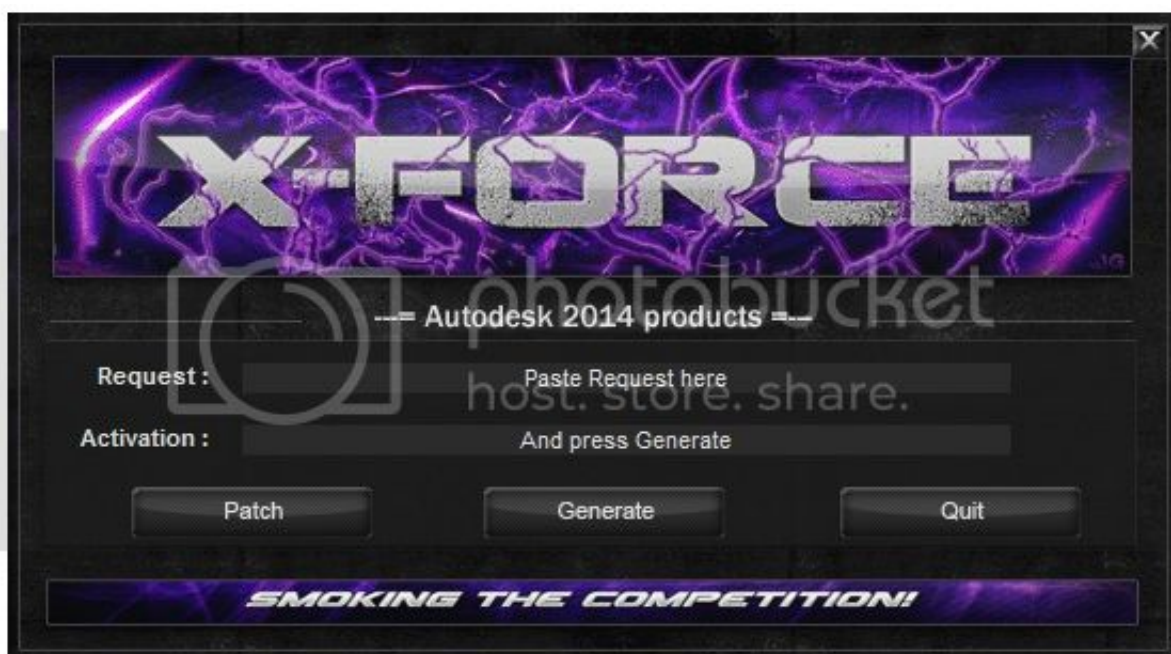 X
X-FORCE
JG
photobucket
---= Autodesk 2014 products =---
host. store. share.
Request :
Paste Request here
Activation :
And press Generate
Patch
Generate
Quit
SMOKING THE COMPETITION!